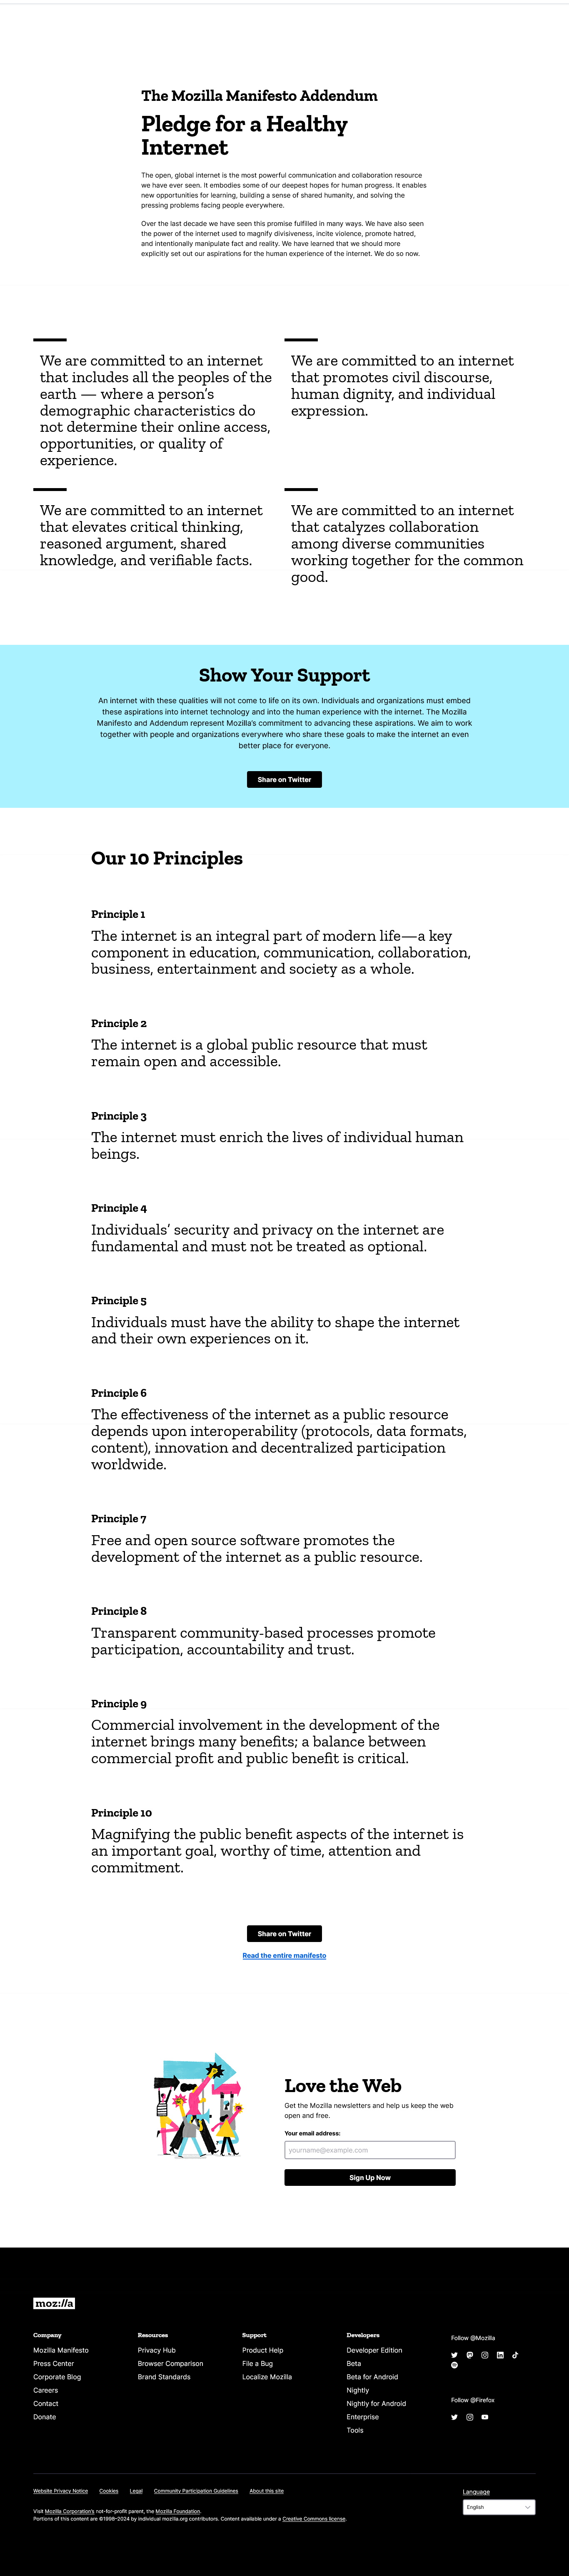 The Mozilla Manifesto Addendum
Pledge for a Healthy
Internet
The open, global internet is the most powerful communication and collaboration resource
we have ever seen. It embodies some of our deepest hopes for human progress. It enables
new opportunities for learning, building a sense of shared humanity, and solving the
pressing problems facing people everywhere.
Over the last decade we have seen this promise fulfilled in many ways. We have also seen
the power of the internet used to magnify divisiveness, incite violence, promote hatred,
and intentionally manipulate fact and reality. We have learned that we should more
explicitly set out our aspirations for the human experience of the internet. We do so now.
We are committed to an internet
that includes all the peoples of the
earth — where a person’s
demographic characteristics do
not determine their online access,
opportunities, or quality of
experience.
We are committed to an internet
that promotes civil discourse,
human dignity, and individual
expression.
We are committed to an internet
that elevates critical thinking,
reasoned argument, shared
knowledge, and verifiable facts.
We are committed to an internet
that catalyzes collaboration
among diverse communities
working together for the common
good.
Show Your Support
An internet with these qualities will not come to life on its own. Individuals and organizations must embed
these aspirations into internet technology and into the human experience with the internet. The Mozilla
Manifesto and Addendum represent Mozilla’s commitment to advancing these aspirations. We aim to work
together with people and organizations everywhere who share these goals to make the internet an even
better place for everyone.
Share on Twitter
Our 10 Principles
Principle 1
The internet is an integral part of modern life—a key
component in education, communication, collaboration,
business, entertainment and society as a whole.
Principle 2
The internet is a global public resource that must
remain open and accessible.
Principle 3
The internet must enrich the lives of individual human
beings.
Principle 4
Individuals’ security and privacy on the internet are
fundamental and must not be treated as optional.
Principle 5
Individuals must have the ability to shape the internet
and their own experiences on it.
Principle 6
The effectiveness of the internet as a public resource
depends upon interoperability (protocols, data formats,
content), innovation and decentralized participation
worldwide.
Principle 7
Free and open source software promotes the
development of the internet as a public resource.
Principle 8
Transparent community-based processes promote
participation, accountability and trust.
Principle 9
Commercial involvement in the development of the
internet brings many benefits; a balance between
commercial profit and public benefit is critical.
Principle 10
Magnifying the public benefit aspects of the internet is
an important goal, worthy of time, attention and
commitment.
Share on Twitter
Read the entire manifesto
Love the Web
Get the Mozilla newsletters and help us keep the web
open and free.
Your email address:
yourname@example.com
Sign Up Now
moz://a
Company
Mozilla Manifesto
Press Center
Corporate Blog
Careers
Contact
Donate
Resources
Privacy Hub
Browser Comparison
Brand Standards
Support
Product Help
File a Bug
Localize Mozilla
Developers
Developer Edition
Beta
Beta for Android
Nightly
Nightly for Android
Enterprise
Tools
Follow @Mozilla
Follow @Firefox
Website Privacy Notice
Cookies
Legal
Community Participation Guidelines
About this site
Visit Mozilla Corporation’s not-for-profit parent, the Mozilla Foundation.
Portions of this content are ©1998–2024 by individual mozilla.org contributors. Content available under a Creative Commons license.
Language
English